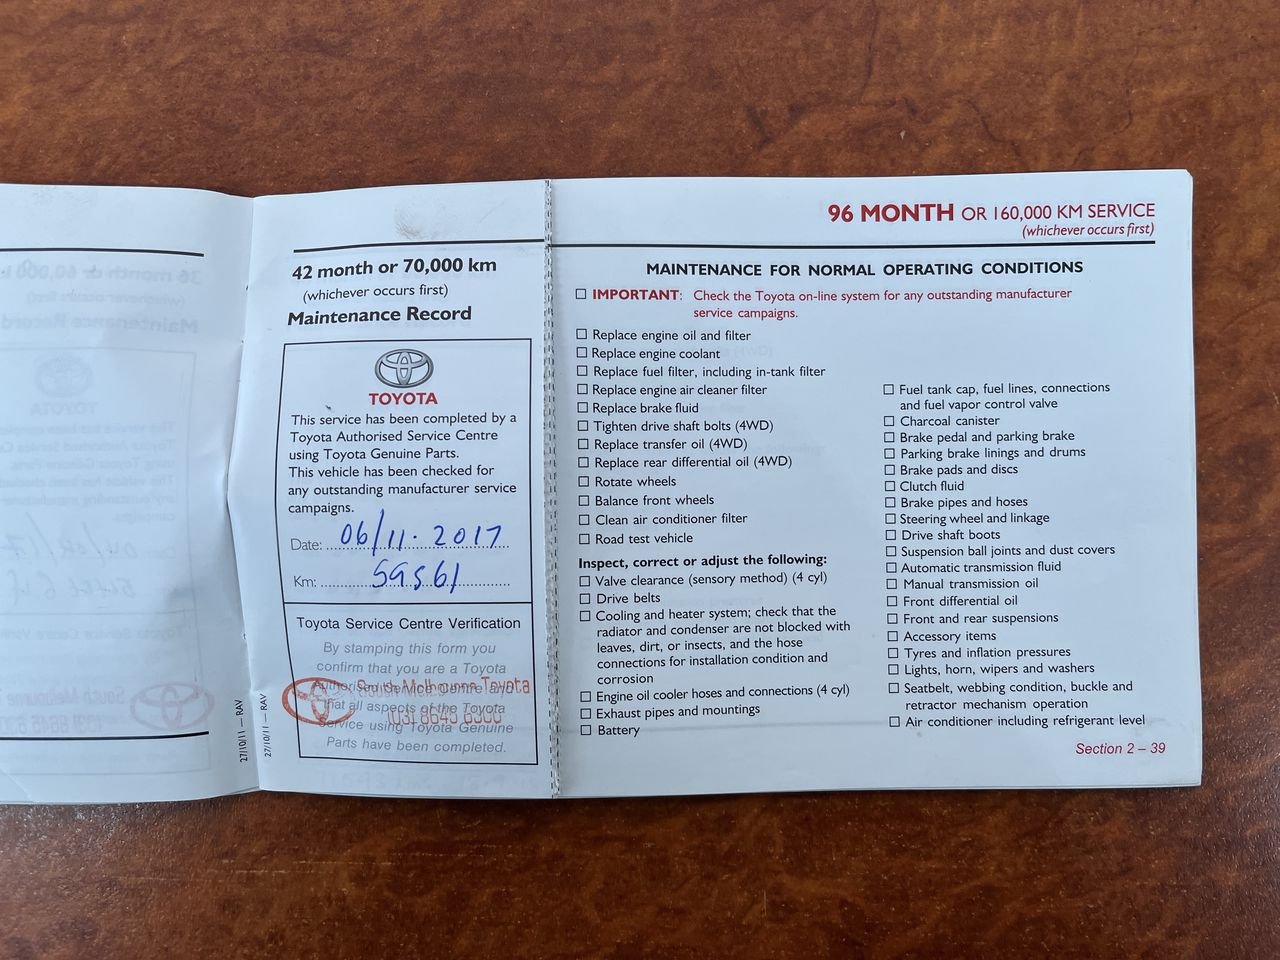 42 month or 70,000 km
(whichever occurs first)
Maintenance Record
TOYOTA
This service has been completed by a
Toyota Authorised Service Centre
using Toyota Genuine Parts.
This vehicle has been checked for
any outstanding manufacturer service
campaigns.
Date: 06/11.2017
Km: 59561
Toyota Service Centre Verification
By stamping this form you
confirm that you are a Toyota
Authorised Service Centre and
that all aspects of the Toyota
Service using Toyota Genuine
Parts have been completed.
South Melbourne Toyota
(03) 8645 6300
27/10/11 — RAV
27/10/11 — RAV
96 MONTH OR 160,000 KM SERVICE
(whichever occurs first)
MAINTENANCE FOR NORMAL OPERATING CONDITIONS
☐ IMPORTANT: Check the Toyota on-line system for any outstanding manufacturer
service campaigns.
☐ Replace engine oil and filter
☐ Replace engine coolant
☐ Replace fuel filter, including in-tank filter
☐ Replace engine air cleaner filter
☐ Replace brake fluid
☐ Tighten drive shaft bolts (4WD)
☐ Replace transfer oil (4WD)
☐ Replace rear differential oil (4WD)
☐ Rotate wheels
☐ Balance front wheels
☐ Clean air conditioner filter
☐ Road test vehicle
Inspect, correct or adjust the following:
☐ Valve clearance (sensory method) (4 cyl)
☐ Drive belts
☐ Cooling and heater system; check that the
radiator and condenser are not blocked with
leaves, dirt, or insects, and the hose
connections for installation condition and
corrosion
☐ Engine oil cooler hoses and connections (4 cyl)
☐ Exhaust pipes and mountings
☐ Battery
☐ Fuel tank cap, fuel lines, connections
and fuel vapor control valve
☐ Charcoal canister
☐ Brake pedal and parking brake
☐ Parking brake linings and drums
☐ Brake pads and discs
☐ Clutch fluid
☐ Brake pipes and hoses
☐ Steering wheel and linkage
☐ Drive shaft boots
☐ Suspension ball joints and dust covers
☐ Automatic transmission fluid
☐ Manual transmission oil
☐ Front differential oil
☐ Front and rear suspensions
☐ Accessory items
☐ Tyres and inflation pressures
☐ Lights, horn, wipers and washers
☐ Seatbelt, webbing condition, buckle and
retractor mechanism operation
☐ Air conditioner including refrigerant level
Section 2 – 39